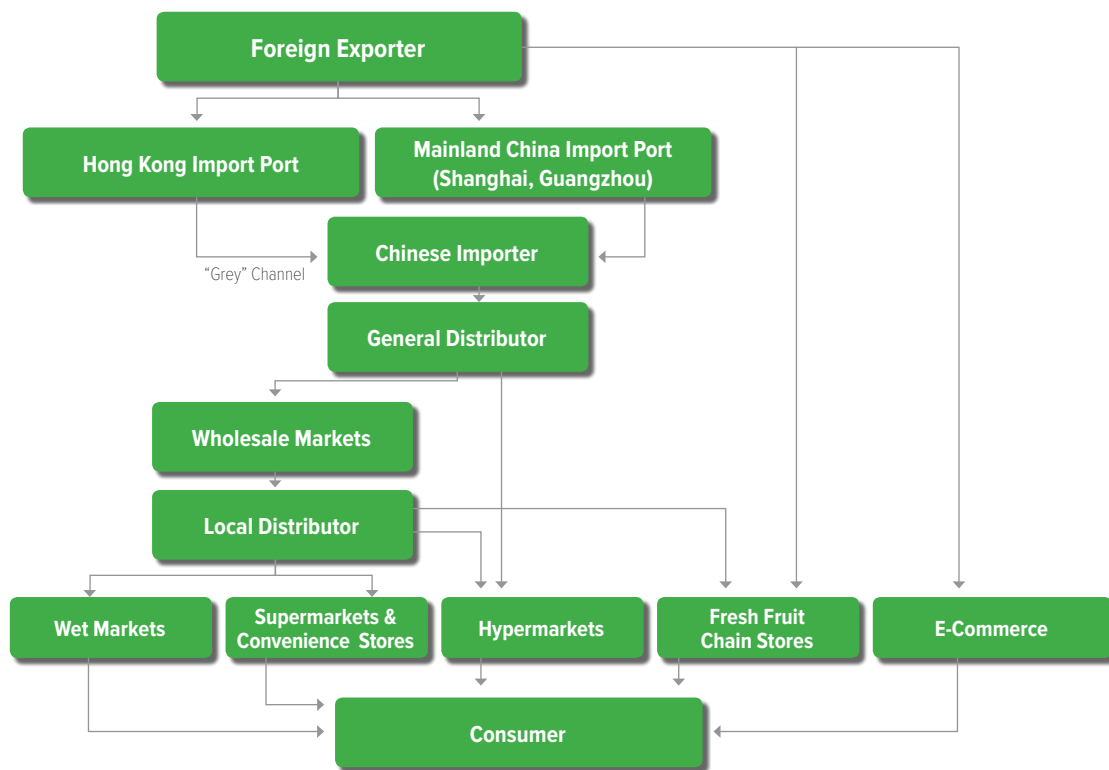 Foreign Exporter
Hong Kong Import Port
Mainland China Import Port
(Shanghai, Guangzhou)
Chinese Importer
“Grey” Channel
General Distributor
Wholesale Markets
Local Distributor
Wet Markets
Supermarkets &
Convenience Stores
Hypermarkets
Fresh Fruit
Chain Stores
E-Commerce
Consumer